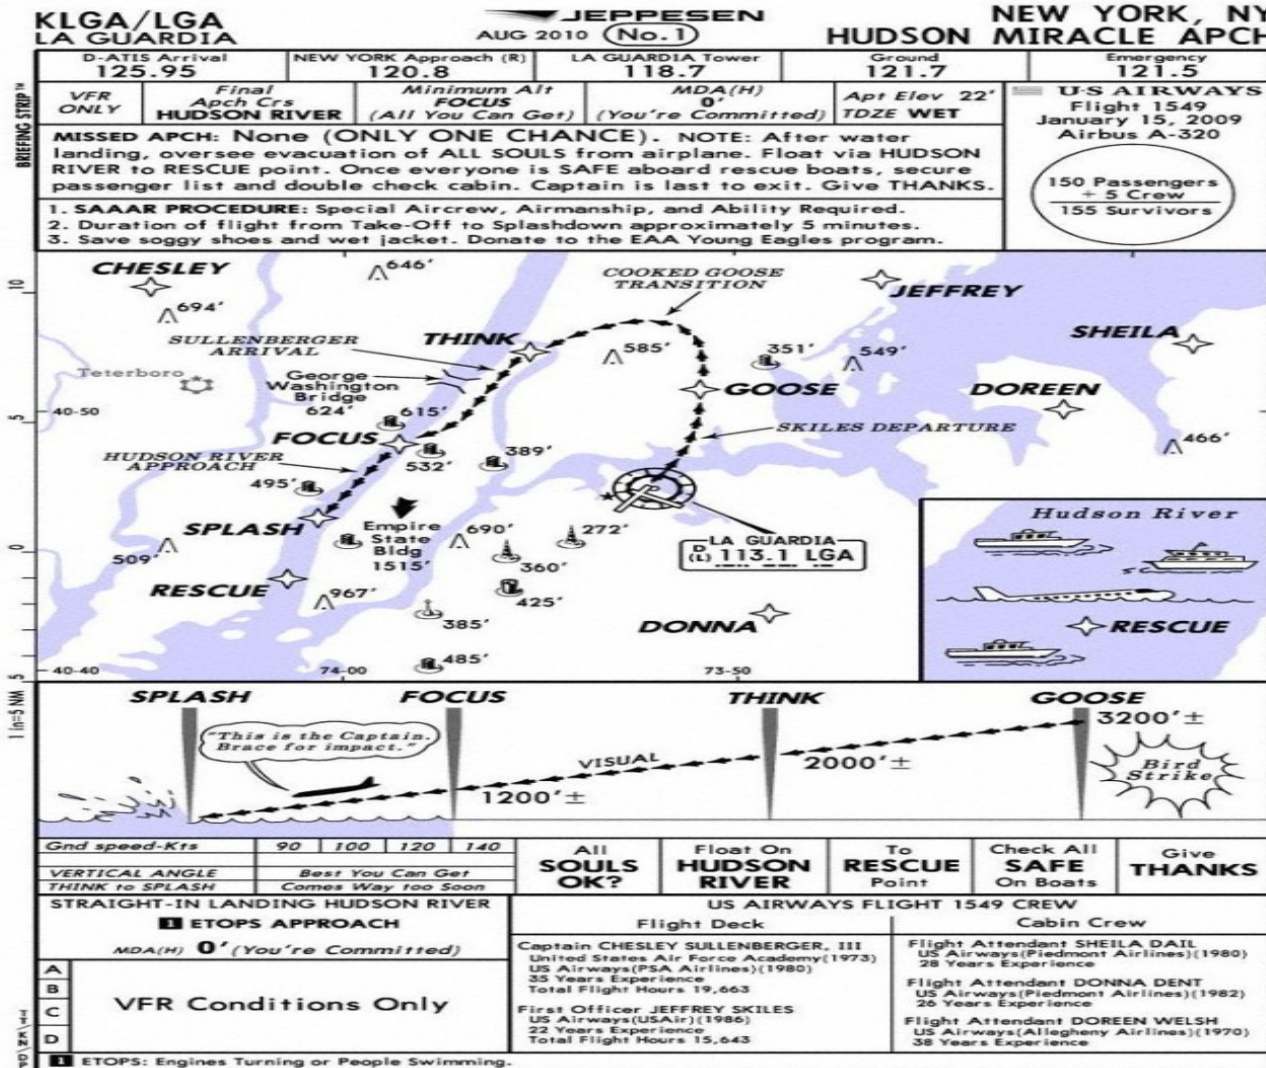 KLGA/LGA
LA GUARDIA
JEPPESEN
AUG 2010 No.1
NEW YORK, NY
HUDSON MIRACLE APCH
BRIEFING STRIP™
D-ATIS Arrival
125.95
NEW YORK Approach (R)
120.8
LA GUARDIA Tower
118.7
Ground
121.7
Emergency
121.5
VFR
ONLY
Final
Apch Crs
HUDSON RIVER
Minimum Alt
FOCUS
(All You Can Get)
MDA(H)
0'
(You're Committed)
Apt Elev 22'
TDZE WET
U·S AIRWAYS
Flight 1549
January 15, 2009
Airbus A-320
150 Passengers
+ 5 Crew
155 Survivors
MISSED APCH: None (ONLY ONE CHANCE). NOTE: After water
landing, oversee evacuation of ALL SOULS from airplane. Float via HUDSON
RIVER to RESCUE point. Once everyone is SAFE aboard rescue boats, secure
passenger list and double check cabin. Captain is last to exit. Give THANKS.
1. SAAAR PROCEDURE: Special Aircrew, Airmanship, and Ability Required.
2. Duration of flight from Take-Off to Splashdown approximately 5 minutes.
3. Save soggy shoes and wet jacket. Donate to the EAA Young Eagles program.
CHESLEY
646'
COOKED GOOSE
TRANSITION
JEFFREY
10
694'
SULLENBERGER
ARRIVAL
THINK
585'
351'
549'
SHEILA
Teterboro
George
Washington
Bridge
GOOSE
DOREEN
5
40-50
624'
615'
FOCUS
SKILES DEPARTURE
466'
HUDSON RIVER
APPROACH
532'
389'
495'
SPLASH
Empire
State
Bldg
1515'
690'
272'
LA GUARDIA
D
(L) 113.1 LGA
Hudson River
0
509'
360'
RESCUE
967'
425'
385'
DONNA
RESCUE
485'
5
40-40
74-00
73-50
1 in=5 NM
SPLASH
FOCUS
THINK
GOOSE
"This is the Captain.
Brace for impact."
VISUAL
3200'±
2000'±
1200'±
Bird
Strike
Gnd speed-Kts 90 100 120 140
VERTICAL ANGLE Best You Can Get
THINK to SPLASH Comes Way too Soon
All
SOULS
OK?
Float On
HUDSON
RIVER
To
RESCUE
Point
Check All
SAFE
On Boats
Give
THANKS
STRAIGHT-IN LANDING HUDSON RIVER
1 ETOPS APPROACH
MDA(H) 0' (You're Committed)
A
B
C
D
VFR Conditions Only
US AIRWAYS FLIGHT 1549 CREW
Flight Deck
Captain CHESLEY SULLENBERGER, III
United States Air Force Academy(1973)
US Airways(PSA Airlines)(1980)
35 Years Experience
Total Flight Hours 19,663
First Officer JEFFREY SKILES
US Airways(USAir)(1986)
22 Years Experience
Total Flight Hours 15,643
Cabin Crew
Flight Attendant SHEILA DAIL
US Airways(Piedmont Airlines)(1980)
28 Years Experience
Flight Attendant DONNA DENT
US Airways(Piedmont Airlines)(1982)
26 Years Experience
Flight Attendant DOREEN WELSH
US Airways(Allegheny Airlines)(1970)
38 Years Experience
1 ETOPS: Engines Turning or People Swimming.